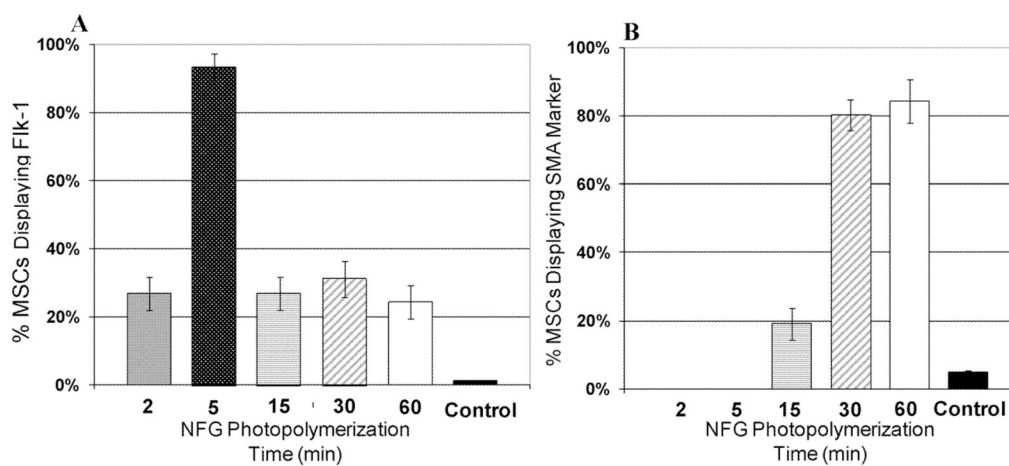 A
% MSCs Displaying Flk-1
100%
80%
60%
40%
20%
0%
2 5 15 30 60 Control
NFG Photopolymerization
Time (min)
B
% MSCs Displaying SMA Marker
100%
80%
60%
40%
20%
0%
2 5 15 30 60 Control
NFG Photopolymerization
Time (min)